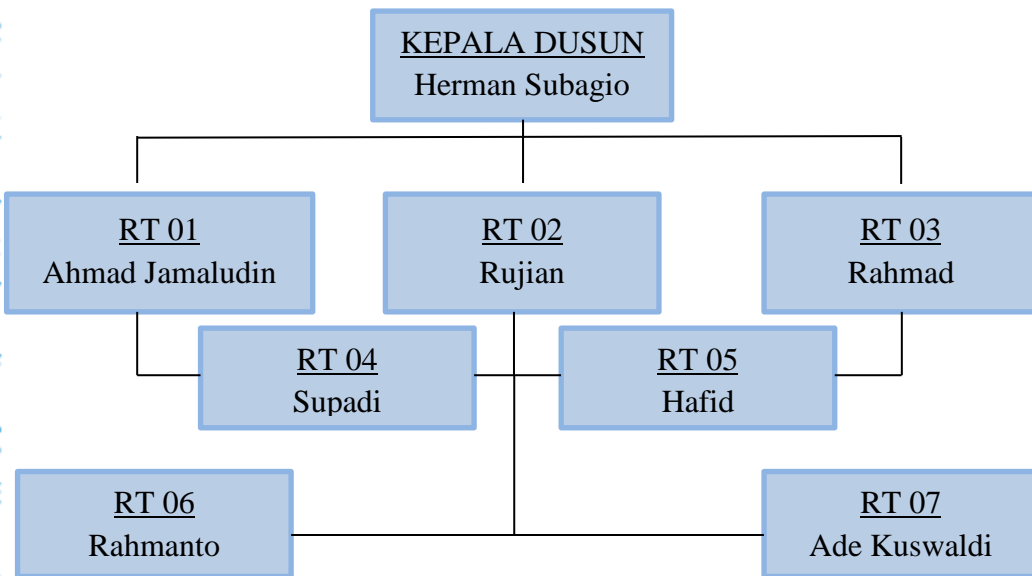 KEPALA DUSUN
Herman Subagio
RT 01
Ahmad Jamaludin
RT 02
Rujian
RT 03
Rahmad
RT 04
Supadi
RT 05
Hafid
RT 06
Rahmanto
RT 07
Ade Kuswaldi